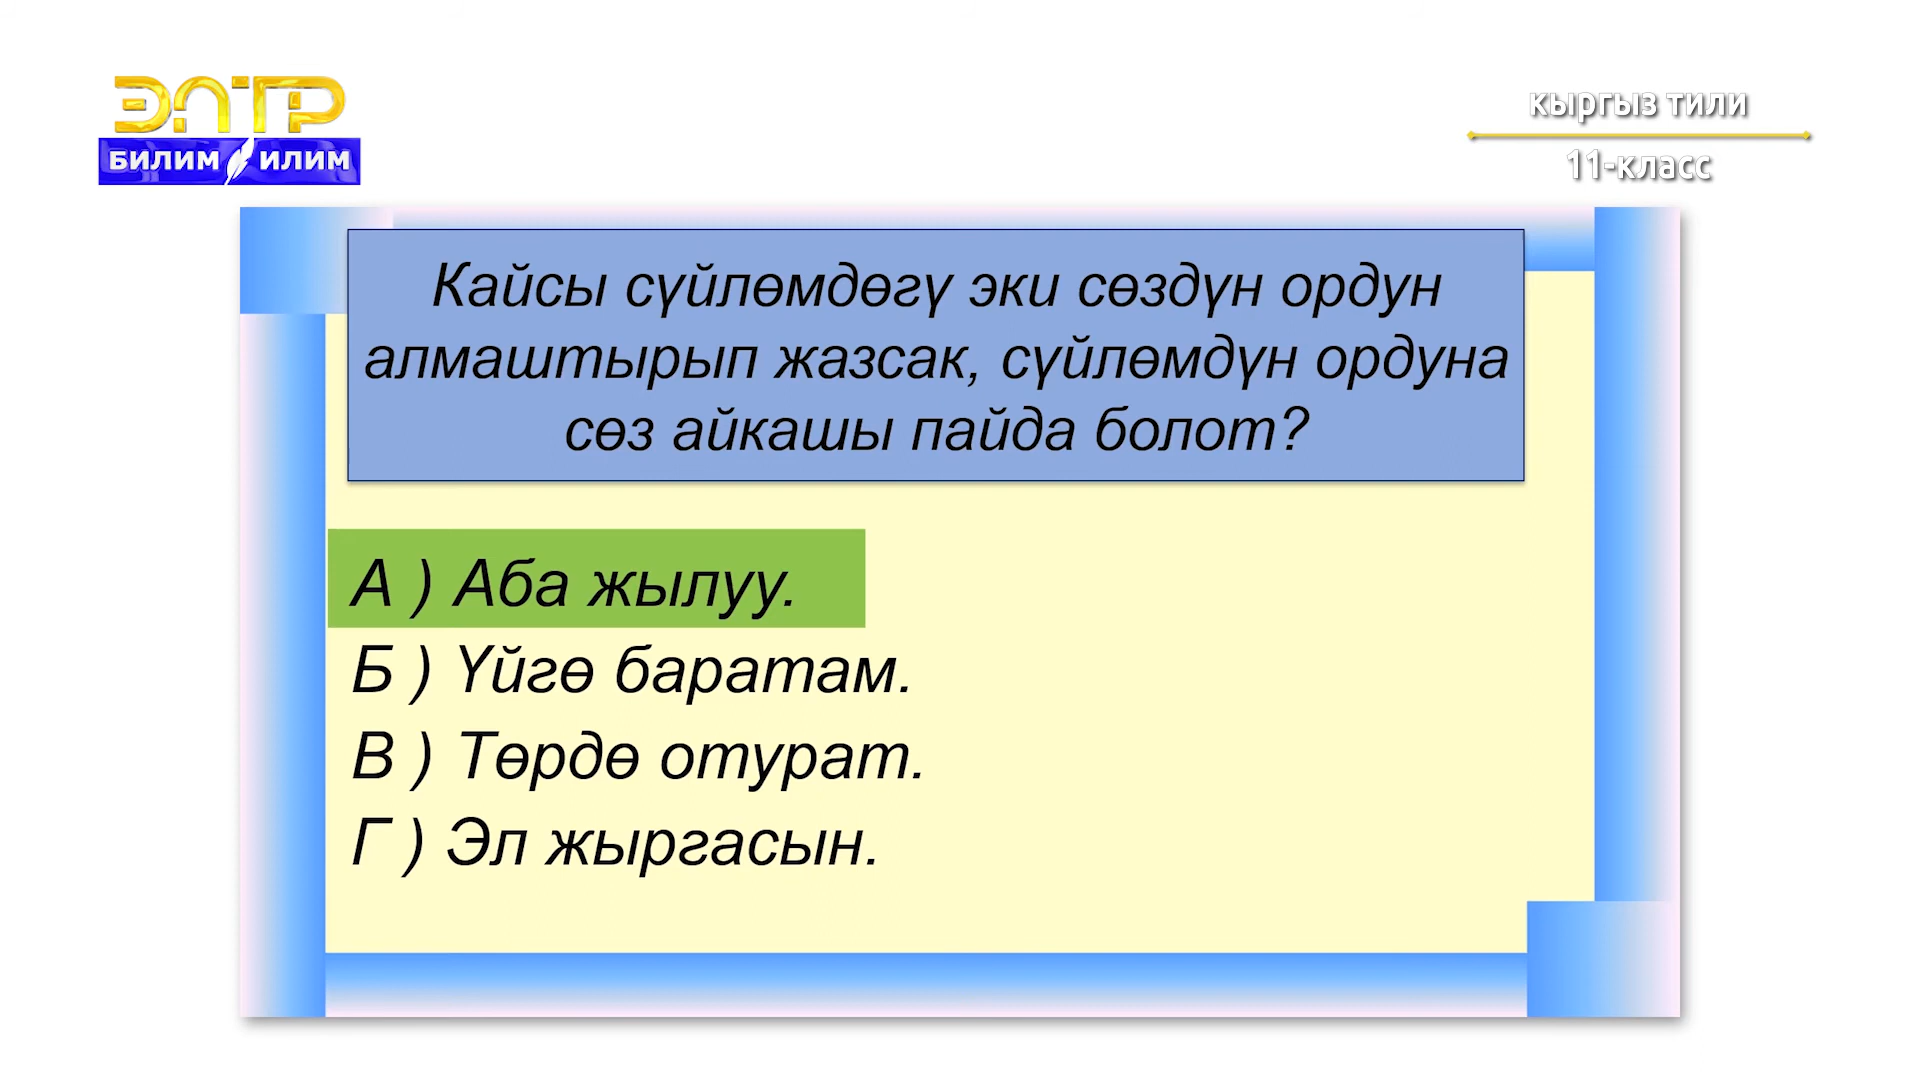 ЭЛТР
БИЛИМ ИЛИМ
кыргыз тили
11-класс
Кайсы сүйлөмдөгү эки сөздүн ордун
алмаштырып жазсак, сүйлөмдүн ордуна
сөз айкашы пайда болот?
А ) Аба жылуу.
Б ) Үйгө баратам.
В ) Төрдө отурат.
Г ) Эл жыргасын.